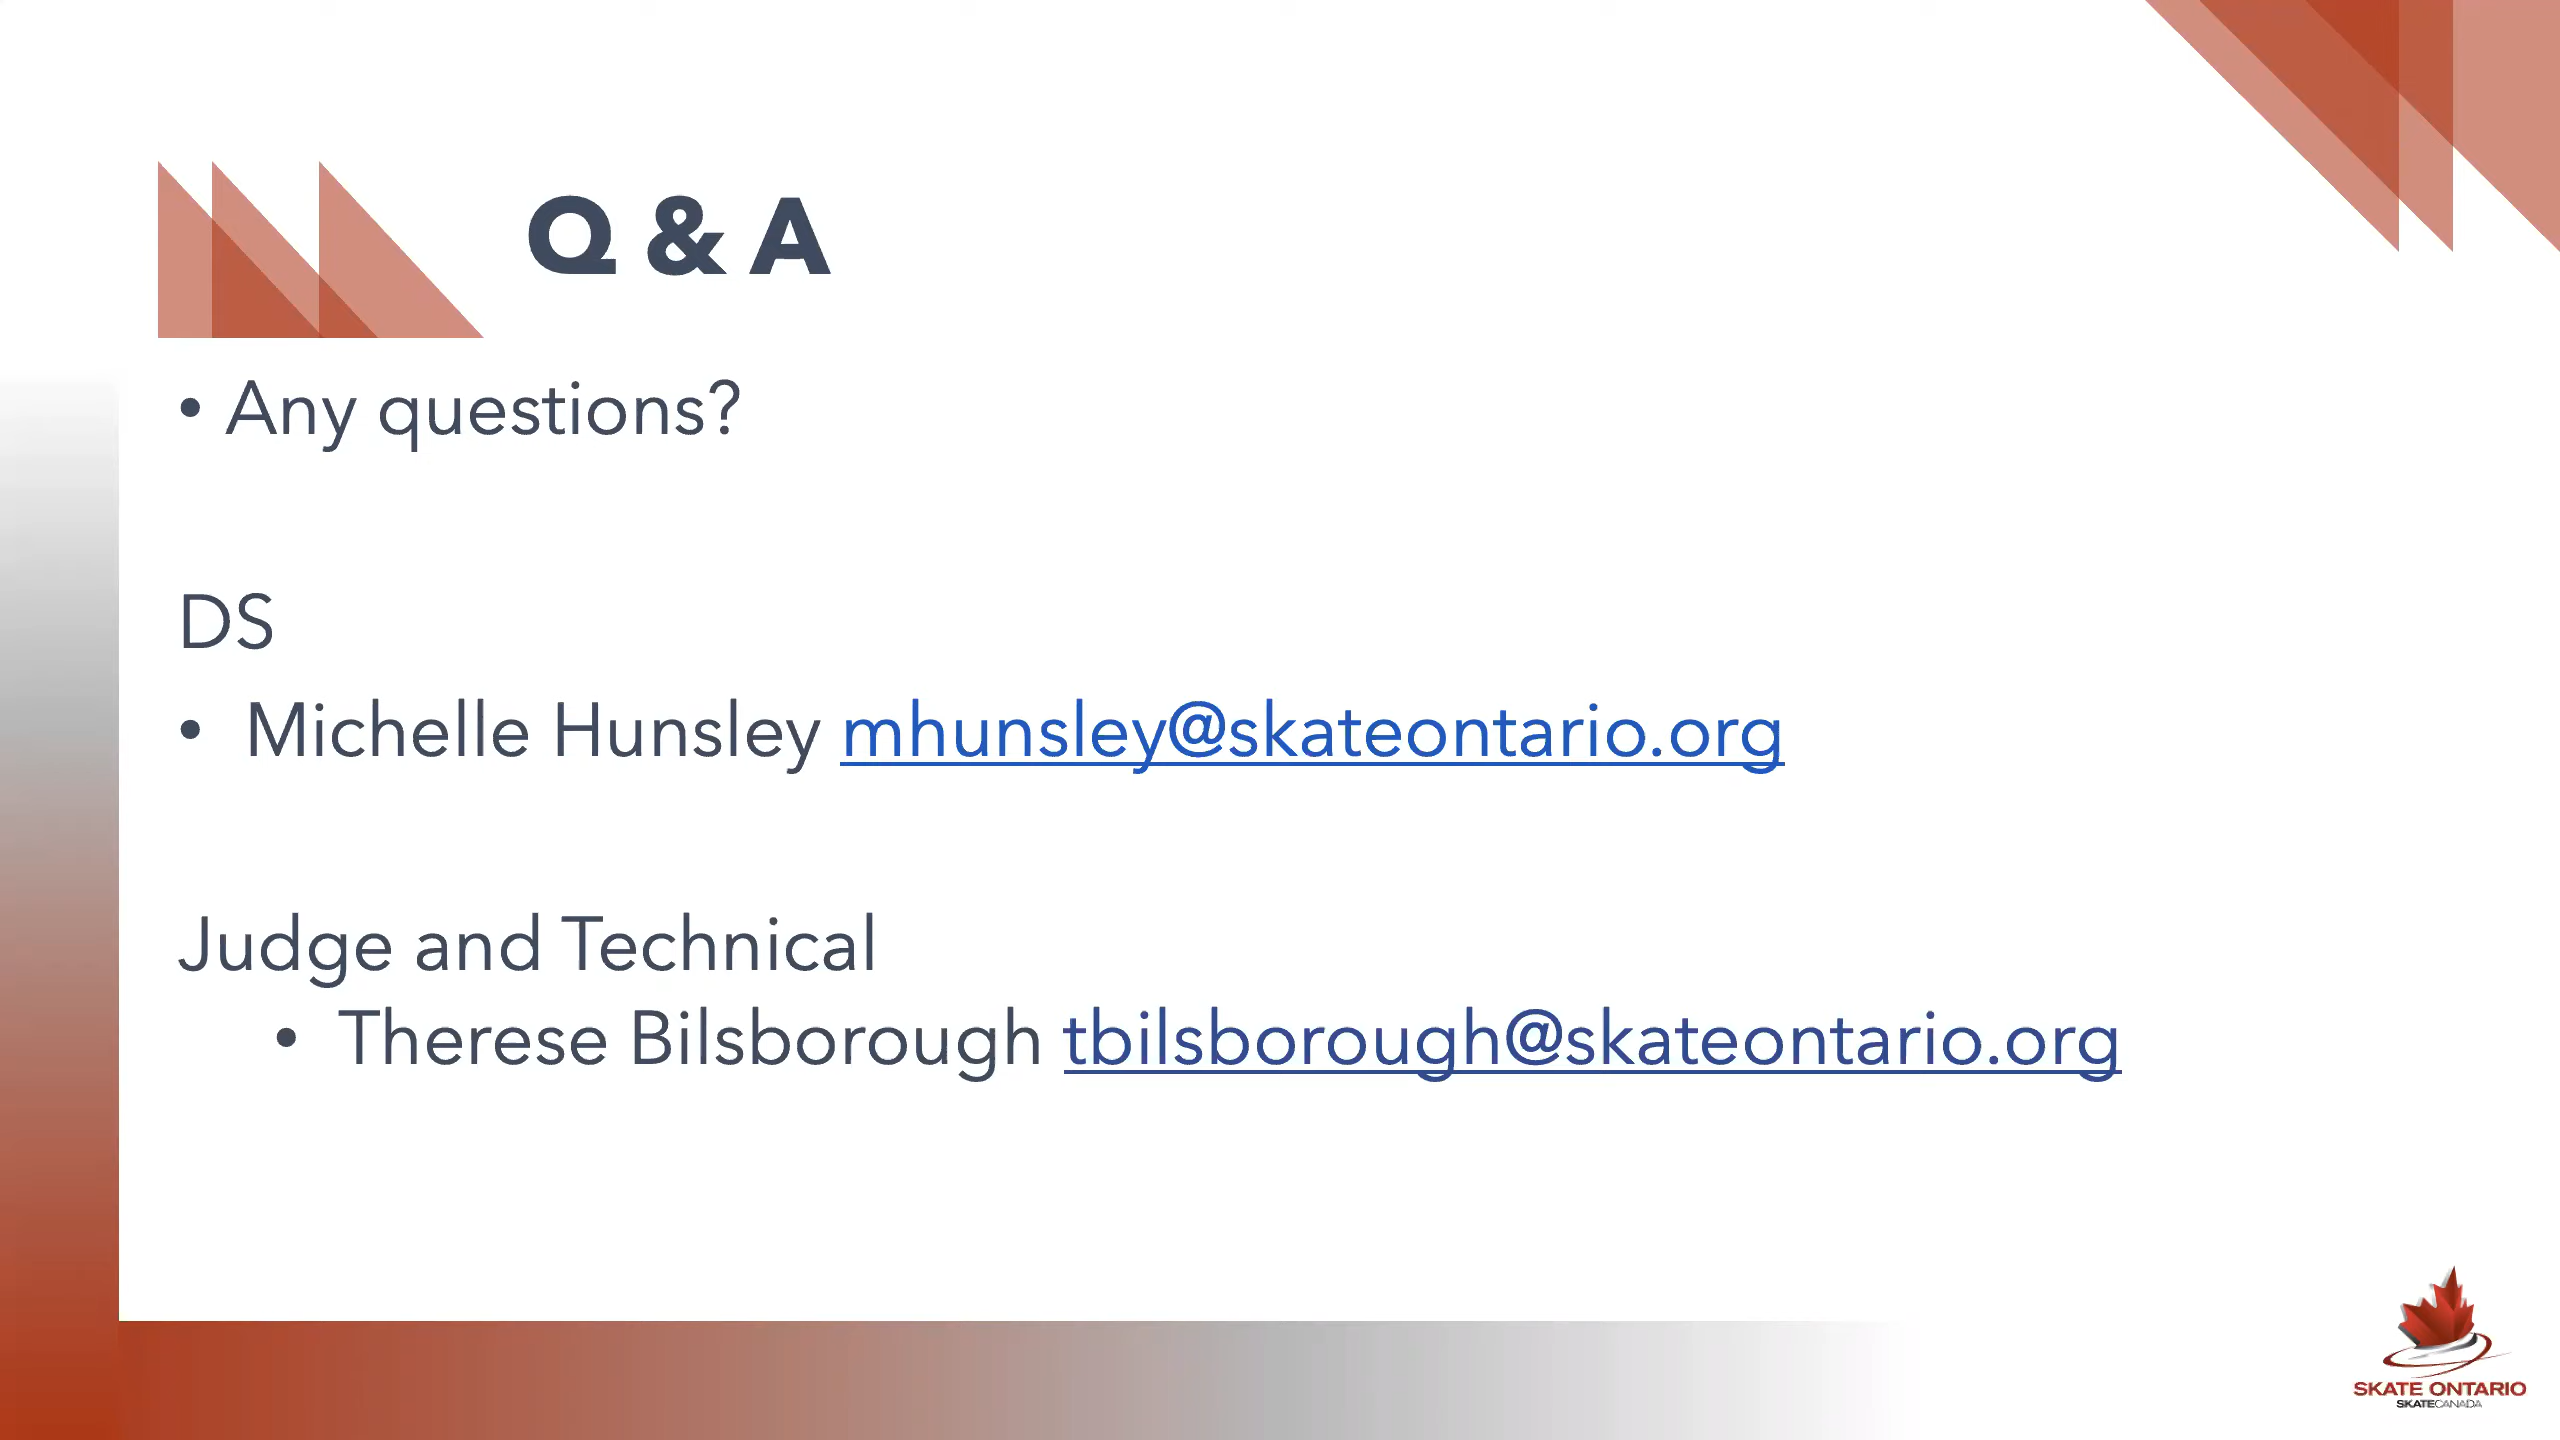 Q & A
• Any questions?
DS
• Michelle Hunsley mhunsley@skateontario.org
Judge and Technical
• Therese Bilsborough tbilsborough@skateontario.org
SKATE ONTARIO
SKATECANADA